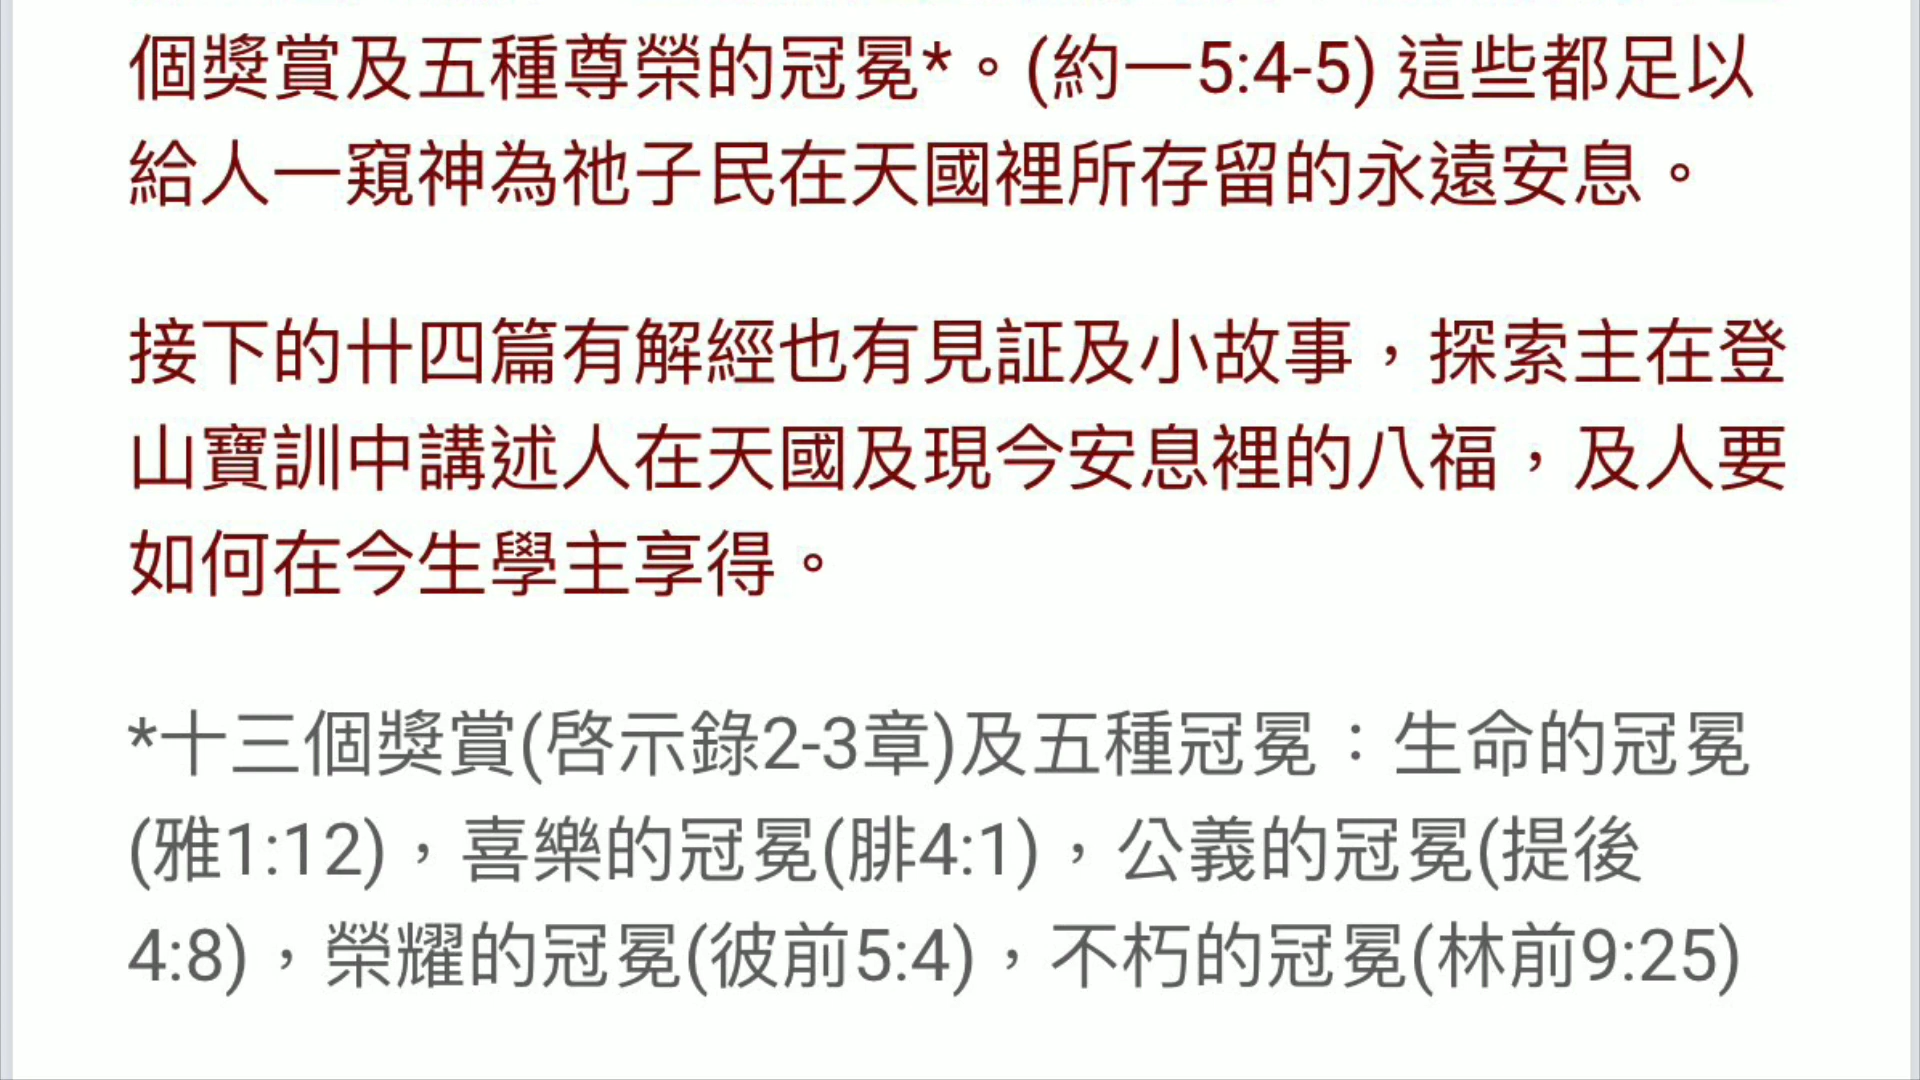 個獎賞及五種尊榮的冠冕*。(約一5:4-5) 這些都足以
給人一窺神為祂子民在天國裡所存留的永遠安息。
接下的廿四篇有解經也有見証及小故事，探索主在登
山寶訓中講述人在天國及現今安息裡的八福，及人要
如何在今生學主享得。
*十三個獎賞(啓示錄2-3章)及五種冠冕：生命的冠冕
(雅1:12)，喜樂的冠冕(腓4:1)，公義的冠冕(提後
4:8)，榮耀的冠冕(彼前5:4)，不朽的冠冕(林前9:25)